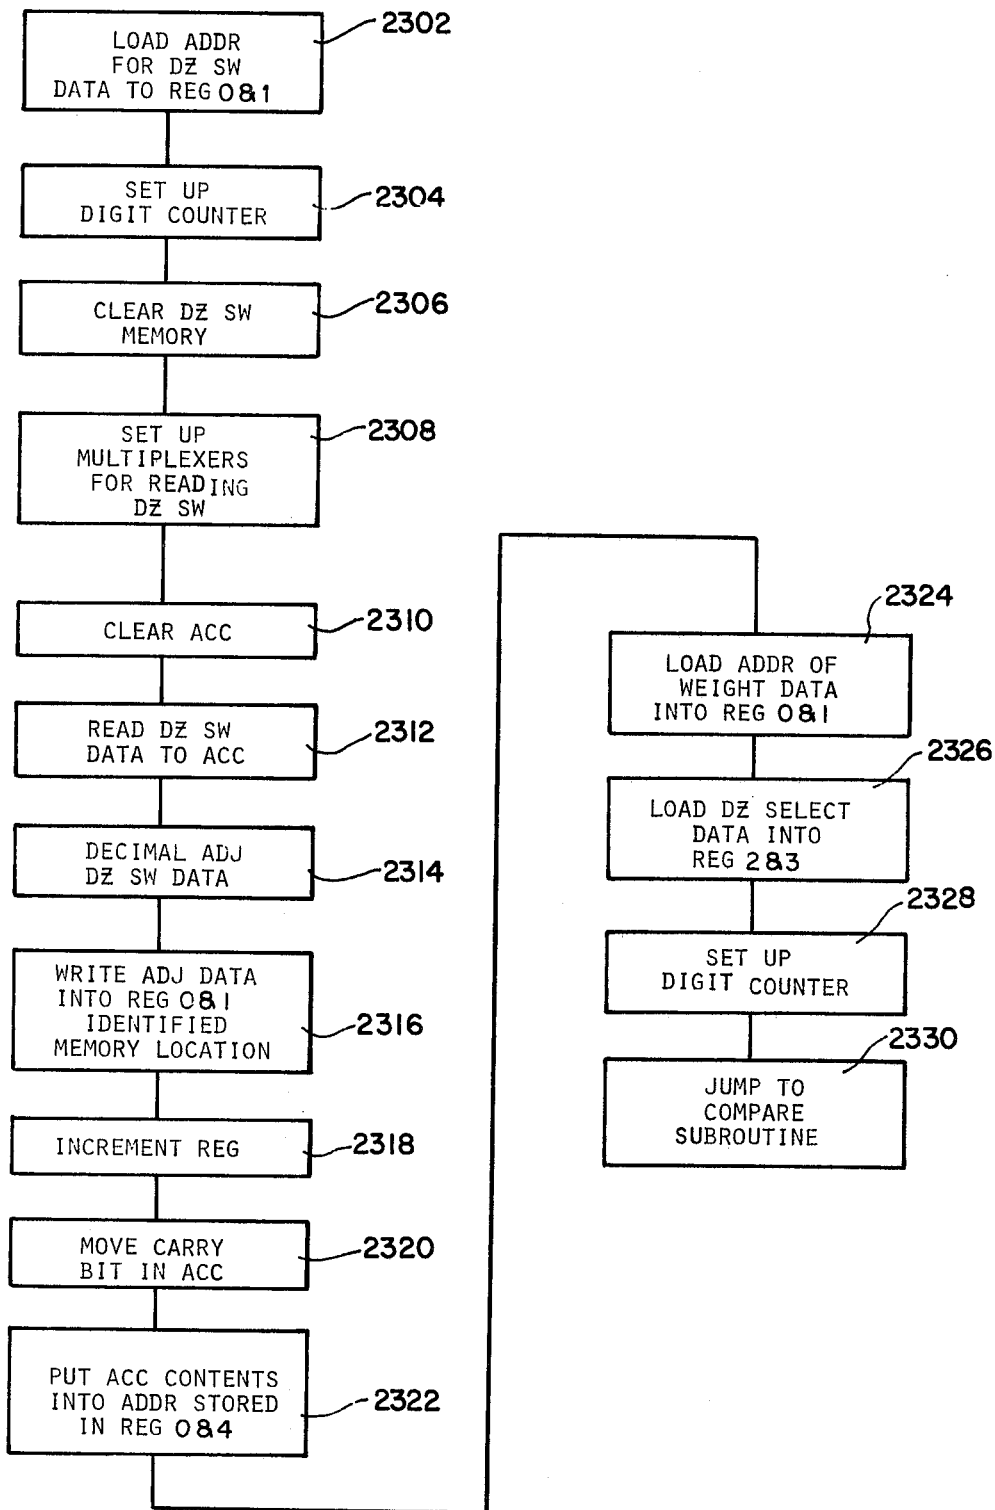 LOAD ADDR
FOR DZ SW
DATA TO REG 0&1
2302
SET UP
DIGIT COUNTER
2304
CLEAR DZ SW
MEMORY
2306
SET UP
MULTIPLEXERS
FOR READING
DZ SW
2308
CLEAR ACC
2310
READ DZ SW
DATA TO ACC
2312
DECIMAL ADJ
DZ SW DATA
2314
WRITE ADJ DATA
INTO REG 0&1
IDENTIFIED
MEMORY LOCATION
2316
INCREMENT REG
2318
MOVE CARRY
BIT IN ACC
2320
PUT ACC CONTENTS
INTO ADDR STORED
IN REG 0&4
2322
LOAD ADDR OF
WEIGHT DATA
INTO REG 0&1
2324
LOAD DZ SELECT
DATA INTO
REG 2&3
2326
SET UP
DIGIT COUNTER
2328
JUMP TO
COMPARE
SUBROUTINE
2330